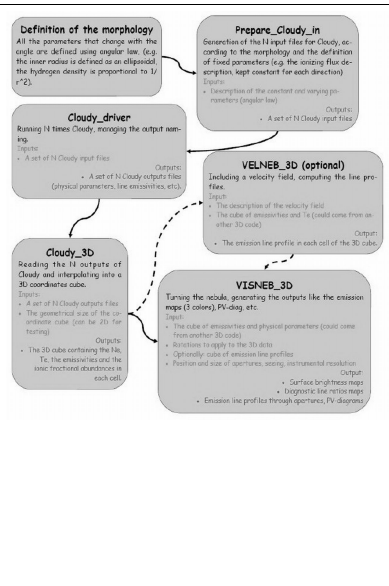 Definition of the morphology
All the parameters that change with the
angle are defined using angular law. (e.g.
the inner radius is defined as an ellipsoidal,
the hydrogen density is proportional to 1/
r^2).
Prepare_Cloudy_in
Generation of the N input files for Cloudy, ac-
cording to the morphology and the definition
of fixed parameters (e.g. the ionizing flux de-
scription, kept constant for each direction)
Inputs:
• Description of the constant and varying pa-
rameters (angular law).
Outputs:
• A set of N Cloudy input files
Cloudy_driver
Running N times Cloudy, managing the output nam-
ing.
Inputs:
• A set of N Cloudy input files
Outputs:
• A set of N Cloudy outputs files
(physical parameters, line emissivities, etc).
VELNEB_3D (optional)
Including a velocity field, computing the line pro-
files.
Input:
• The description of the velocity field
• The cube of emissivities and Te (could come from an
other 3D code)
Output:
• The emission line profile in each cell of the 3D cube.
Cloudy_3D
Reading the N outputs of
Cloudy and interpolating into a
3D coordinates cube.
Inputs:
• A set of N Cloudy outputs files
• The geometrical size of the co-
ordinate cube (can be 2D for
testing)
Outputs:
• The 3D cube containing the Ne,
Te, the emissivities and the
ionic fractional abundances in
each cell.
VISNEB_3D
Turning the nebula, generating the outputs like the emission
maps (3 colors), PV-diag, etc.
Input:
• The cube of emissivities and physical parameters (could come
from another 3D code)
• Rotations to apply to the 3D data
• Optionally: cube of emission line profiles
• Position and size of apertures, seeing, instrumental resolution
Output:
• Surface brightness maps
• Diagnostic line ratios maps
• Emission line profiles through apertures, PV-diagrams